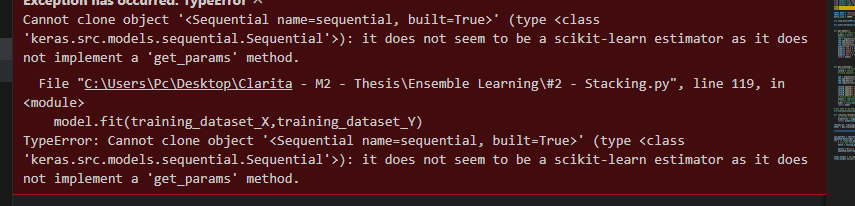 Exception has occurred: TypeError
Cannot clone object '<Sequential name=sequential, built=True>' (type <class
'keras.src.models.sequential.Sequential'>): it does not seem to be a scikit-learn estimator as it does
not implement a 'get_params' method.
File "C:\Users\Pc\Desktop\Clarita - M2 - Thesis\Ensemble Learning\#2 - Stacking.py", line 119, in
<module>
model.fit(training_dataset_X,training_dataset_Y)
TypeError: Cannot clone object '<Sequential name=sequential, built=True>' (type <class
'keras.src.models.sequential.Sequential'>): it does not seem to be a scikit-learn estimator as it does
not implement a 'get_params' method.